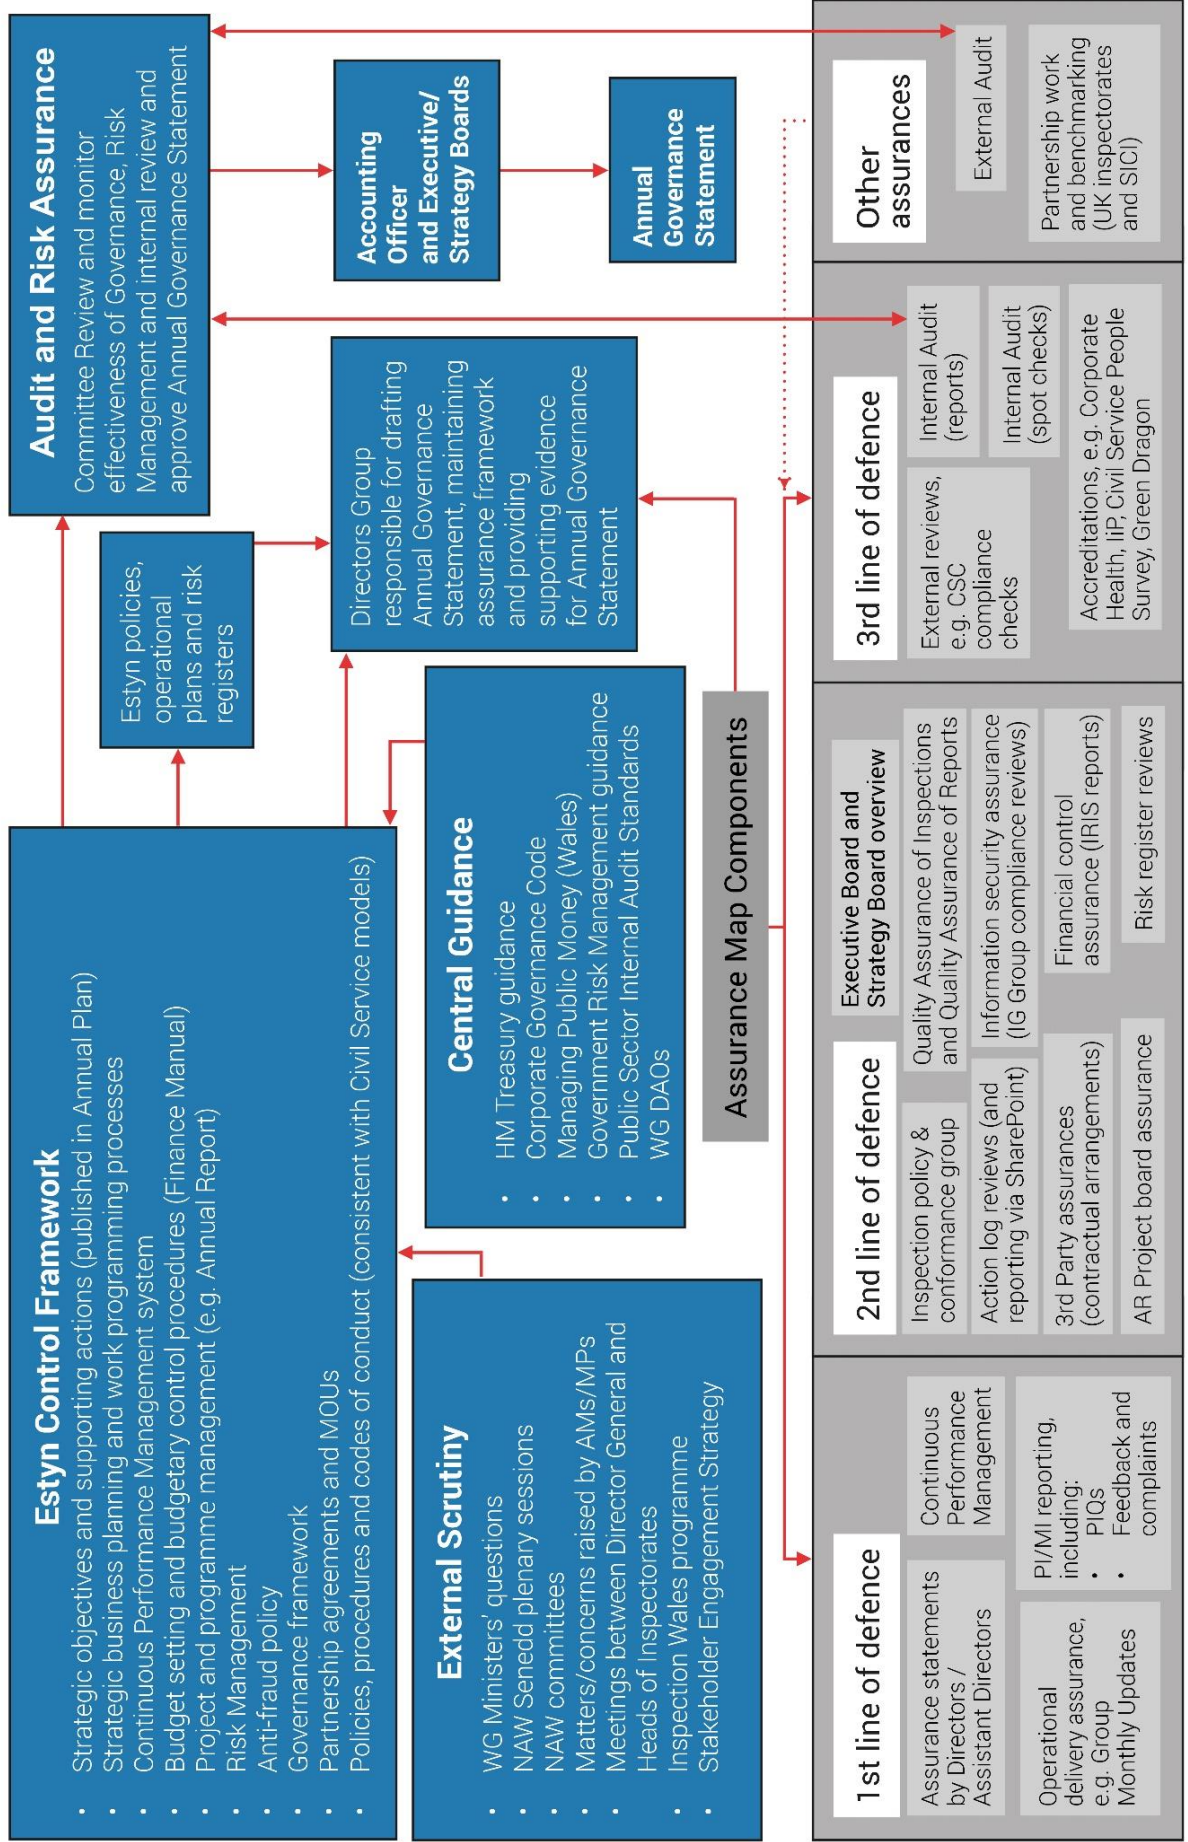 Estyn Control Framework
• Strategic objectives and supporting actions (published in Annual Plan)
• Strategic business planning and work programming processes
• Continuous Performance Management system
• Budget setting and budgetary control procedures (Finance Manual)
• Project and programme management (e.g. Annual Report)
• Risk Management
• Anti-fraud policy
• Governance framework
• Partnership agreements and MOUs
• Policies, procedures and codes of conduct (consistent with Civil Service models)
Estyn policies,
operational
plans and risk
registers
Audit and Risk Assurance
Committee Review and monitor
effectiveness of Governance, Risk
Management and internal review and
approve Annual Governance Statement
External Scrutiny
• WG Ministers' questions
• NAW Senedd plenary sessions
• NAW committees
• Matters/concerns raised by AMs/MPs
• Meetings between Director General and
Heads of Inspectorates
• Inspection Wales programme
• Stakeholder Engagement Strategy
Central Guidance
• HM Treasury guidance
• Corporate Governance Code
• Managing Public Money (Wales)
• Government Risk Management guidance
• Public Sector Internal Audit Standards
• WG DAOs
Directors Group
responsible for drafting
Annual Governance
Statement, maintaining
assurance framework
and providing
supporting evidence
for Annual Governance
Statement
Accounting
Officer
and Executive/
Strategy Boards
Annual
Governance
Statement
Assurance Map Components
1st line of defence
Assurance statements
by Directors /
Assistant Directors
Continuous
Performance
Management
Operational
delivery assurance,
e.g. Group
Monthly Updates
PI/MI reporting,
including:
• PIQs
• Feedback and
complaints
2nd line of defence
Executive Board and
Strategy Board overview
Inspection policy &
conformance group
Quality Assurance of Inspections
and Quality Assurance of Reports
Action log reviews (and
reporting via SharePoint)
Information security assurance
(IG Group compliance reviews)
3rd Party assurances
(contractual arrangements)
Financial control
assurance (IRIS reports)
AR Project board assurance
Risk register reviews
3rd line of defence
External reviews,
e.g. CSC
compliance
checks
Internal Audit
(reports)
Internal Audit
(spot checks)
Accreditations, e.g. Corporate
Health, IiP, Civil Service People
Survey, Green Dragon
Other
assurances
External Audit
Partnership work
and benchmarking
(UK inspectorates
and SICI)